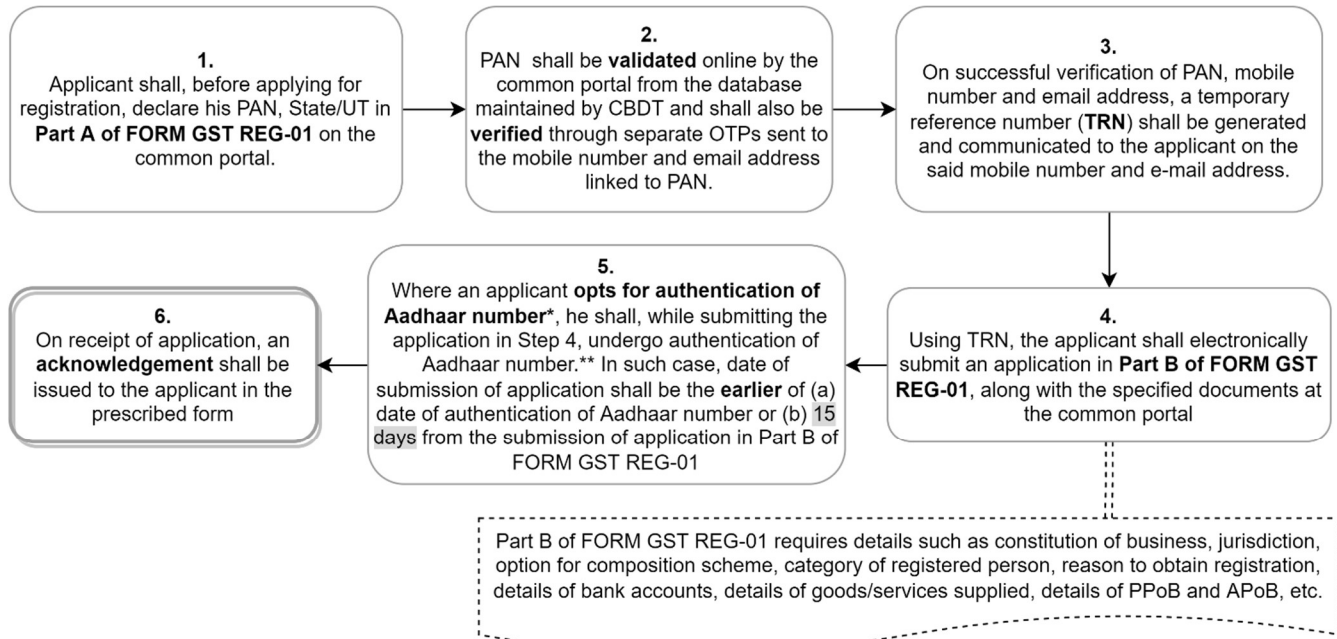 1.
Applicant shall, before applying for
registration, declare his PAN, State/UT in
Part A of FORM GST REG-01 on the
common portal.
2.
PAN shall be validated online by the
common portal from the database
maintained by CBDT and shall also be
verified through separate OTPs sent to
the mobile number and email address
linked to PAN.
3.
On successful verification of PAN, mobile
number and email address, a temporary
reference number (TRN) shall be generated
and communicated to the applicant on the
said mobile number and e-mail address.
4.
Using TRN, the applicant shall electronically
submit an application in Part B of FORM GST
REG-01, along with the specified documents at
the common portal
5.
Where an applicant opts for authentication of
Aadhaar number*, he shall, while submitting the
application in Step 4, undergo authentication of
Aadhaar number.** In such case, date of
submission of application shall be the earlier of (a)
date of authentication of Aadhaar number or (b) 15
days from the submission of application in Part B of
FORM GST REG-01
6.
On receipt of application, an
acknowledgement shall be
issued to the applicant in the
prescribed form
Part B of FORM GST REG-01 requires details such as constitution of business, jurisdiction,
option for composition scheme, category of registered person, reason to obtain registration,
details of bank accounts, details of goods/services supplied, details of PPoB and APoB, etc.